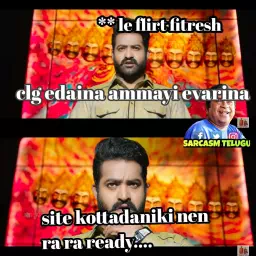 ** le flirt fitresh
clg edaina ammayi evarina
SARCASM TELUGU
site kottadaniki nen
ra ra ready....